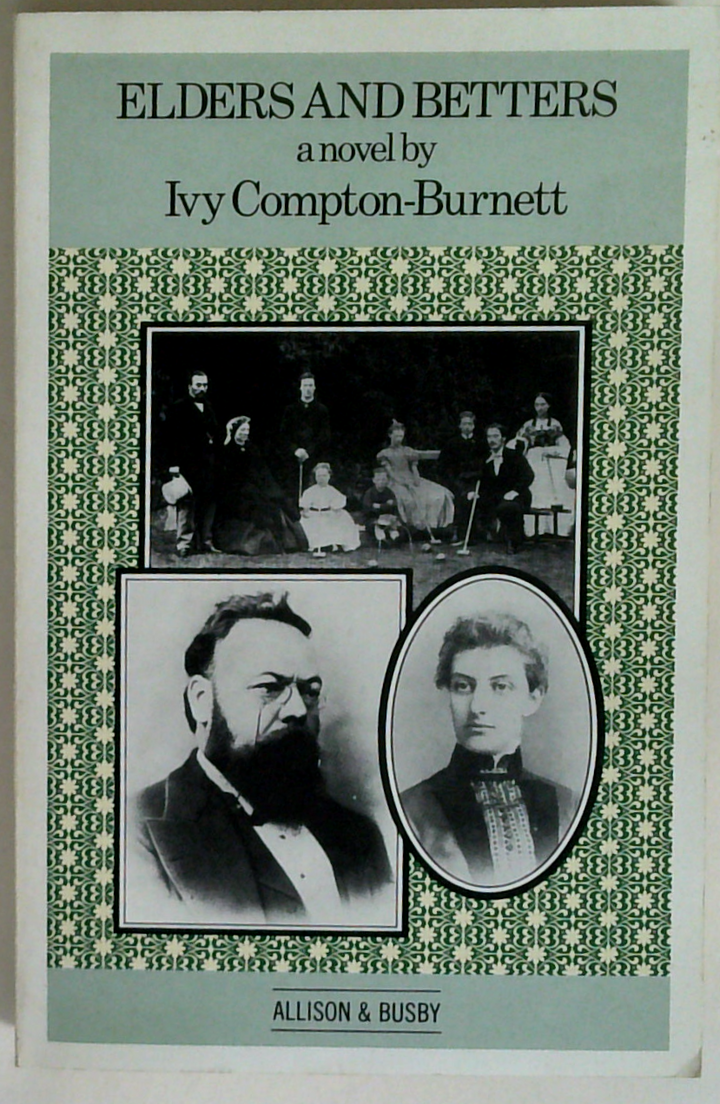 ELDERS AND BETTERS
a novel by
Ivy Compton-Burnett
ALLISON & BUSBY